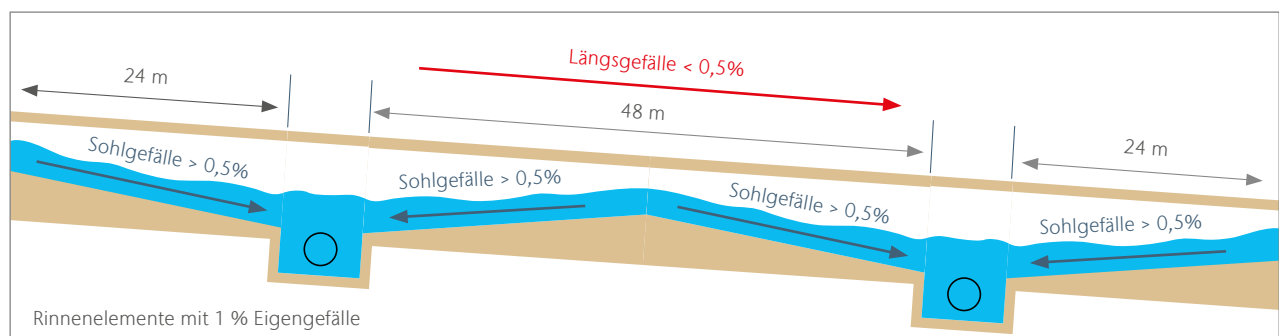 Längsgefälle < 0,5%
24 m
48 m
24 m
Sohlgefälle > 0,5%
Sohlgefälle > 0,5%
Sohlgefälle > 0,5%
Sohlgefälle > 0,5%
Rinnenelemente mit 1 % Eigengefälle